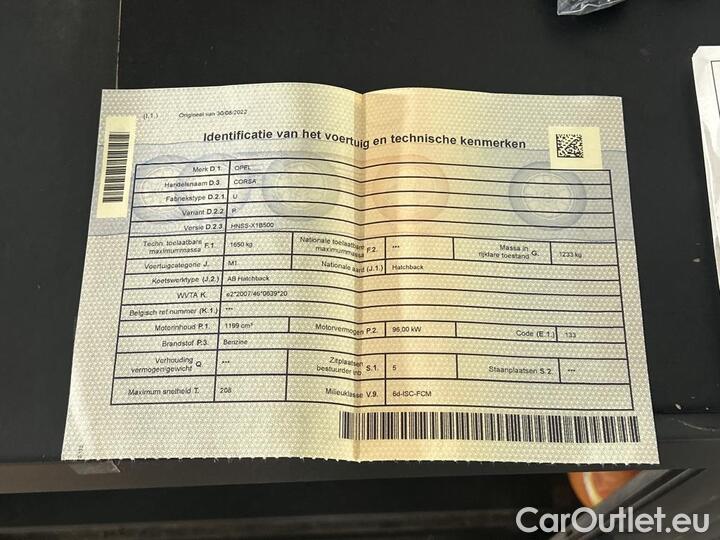 (I.1.) Origineel van 30/08/2022
Identificatie van het voertuig en technische kenmerken
Merk D.1. OPEL
Handelsnaam D.3. CORSA
Fabriekstype D.2.1 U
Variant D.2.2 P
Versie D.2.3 HNSS-X1B500
Techn. toelaatbare maximummassa F.1. 1650 kg Nationale toelaatbare maximummassa F.2. *** Massa in rijklare toestand G. 1233 kg
Voertuigcategorie J. M1 Nationale aard (J.1.) Hatchback
Koetswerktype (J.2.) AB Hatchback
WVTA K. e2*2007/46*0639*20
Belgisch ref.nummer (K.1.) ***
Motorinhoud P.1. 1199 cm³ Motorvermogen P.2. 96,00 kW Code (E.1.) 133
Brandstof P.3. Benzine
Verhouding vermogen/gewicht Q. *** Zitplaatsen bestuurder inb. S.1. 5 Staanplaatsen S.2. ***
Maximum snelheid T. 208 Milieuklasse V.9. 6d-ISC-FCM
CarOutlet.eu